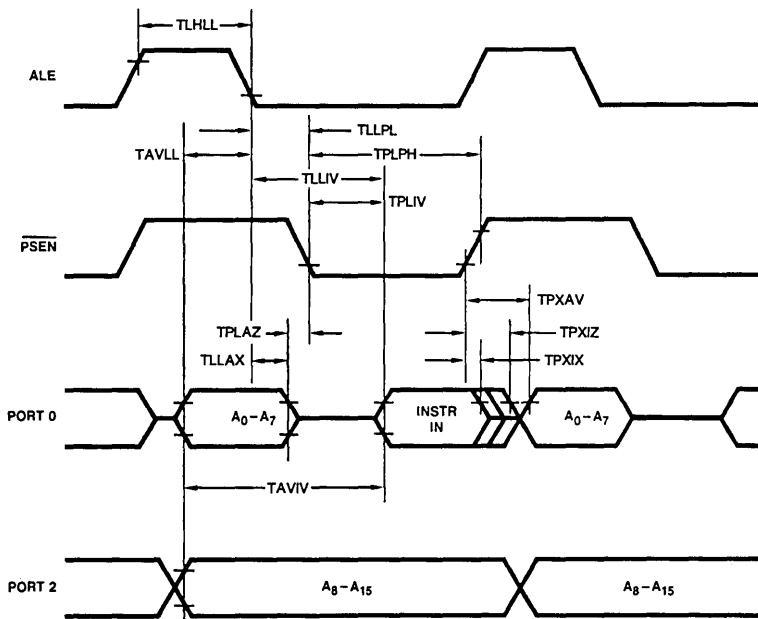 TLHLL
ALE
TLLPL
TAVLL
TPLPH
TLLIV
TPLIV
PSEN
TPXAV
TPLAZ
TPXIZ
TLLAX
TPXIX
PORT 0
A0–A7
INSTR
IN
A0–A7
TAVIV
PORT 2
A8–A15
A8–A15